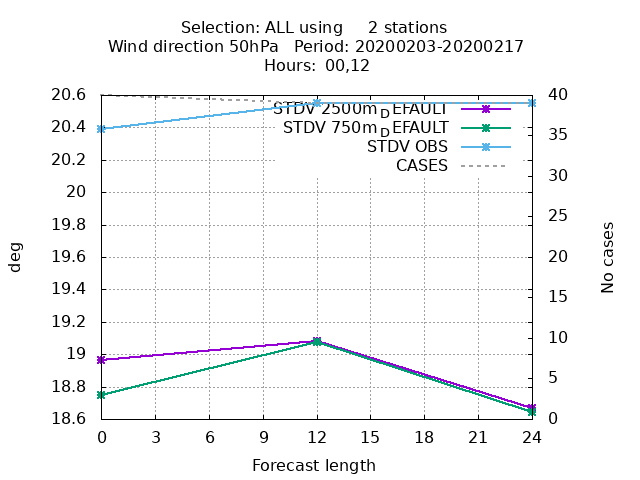 Selection: ALL using 2 stations
Wind direction 50hPa Period: 20200203-20200217
Hours: 00,12
20.6
20.4
20.2
20
19.8
19.6
19.4
19.2
19
18.8
18.6
deg
STDV 2500m_DEFAULT
STDV 750m_DEFAULT
STDV OBS
CASES
40
35
30
25
20
15
10
5
0
No cases
0 3 6 9 12 15 18 21 24
Forecast length